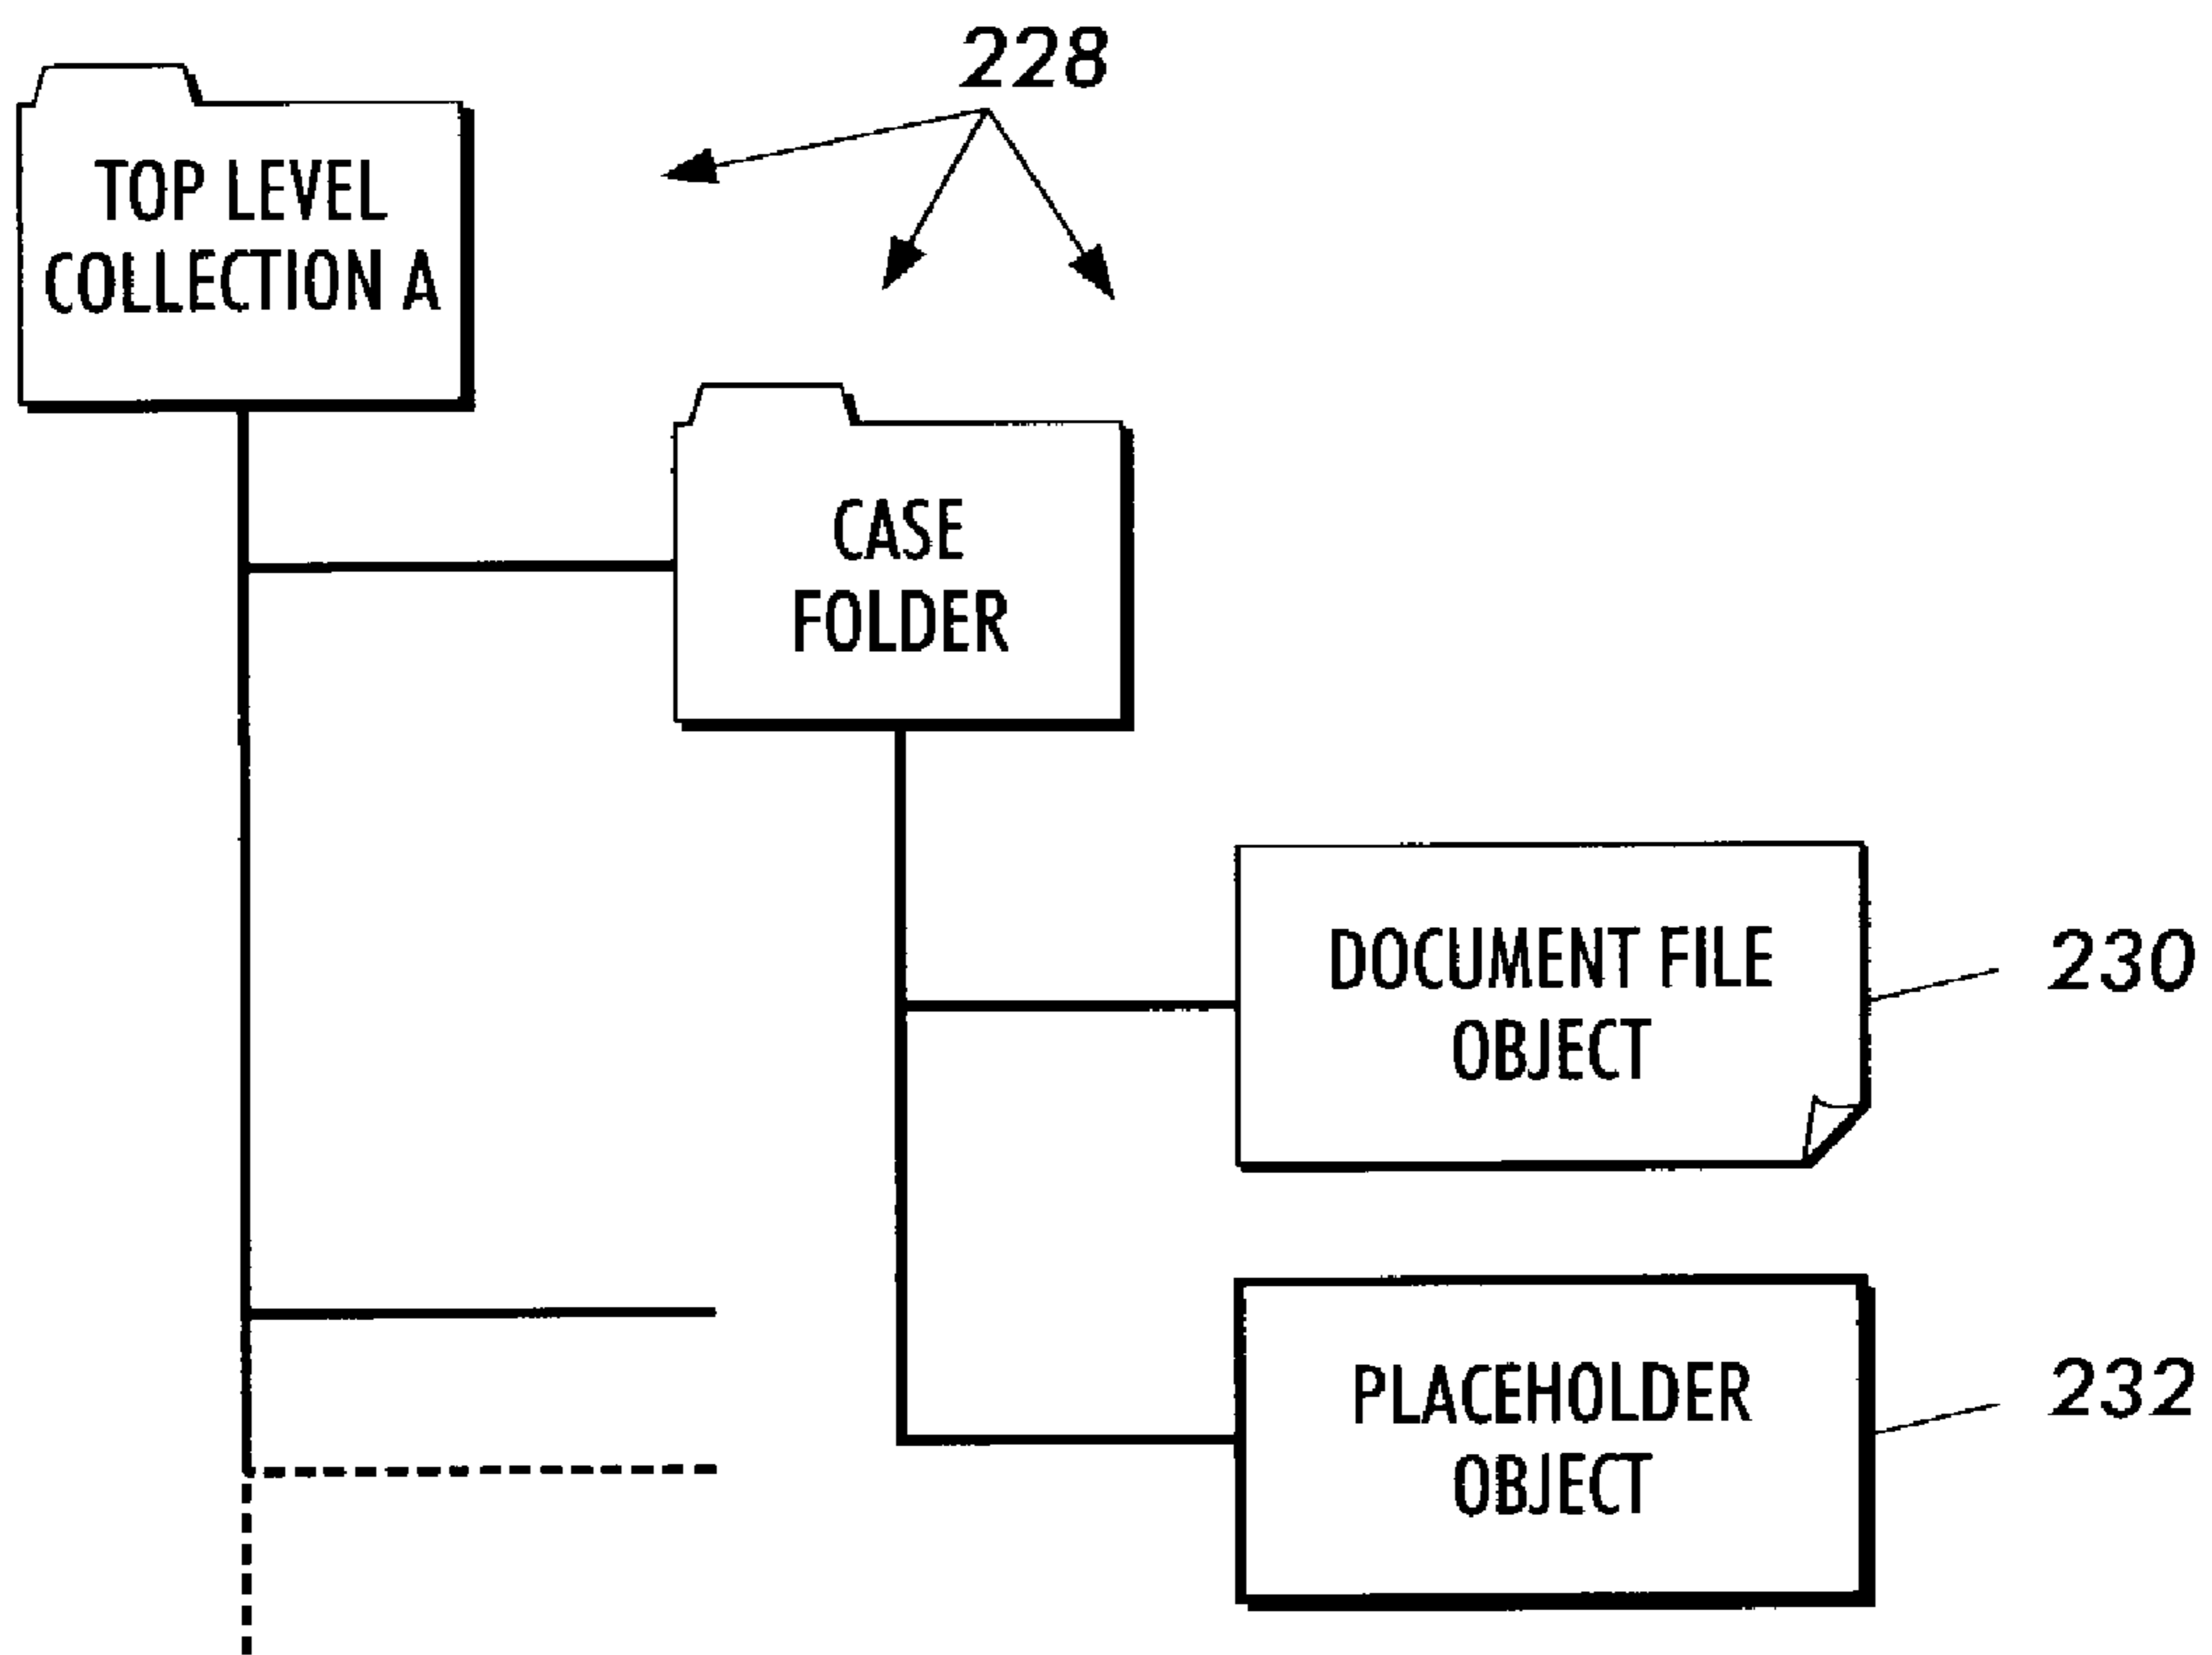 228
TOP LEVEL
COLLECTION A
CASE
FOLDER
DOCUMENT FILE
OBJECT
230
PLACEHOLDER
OBJECT
232